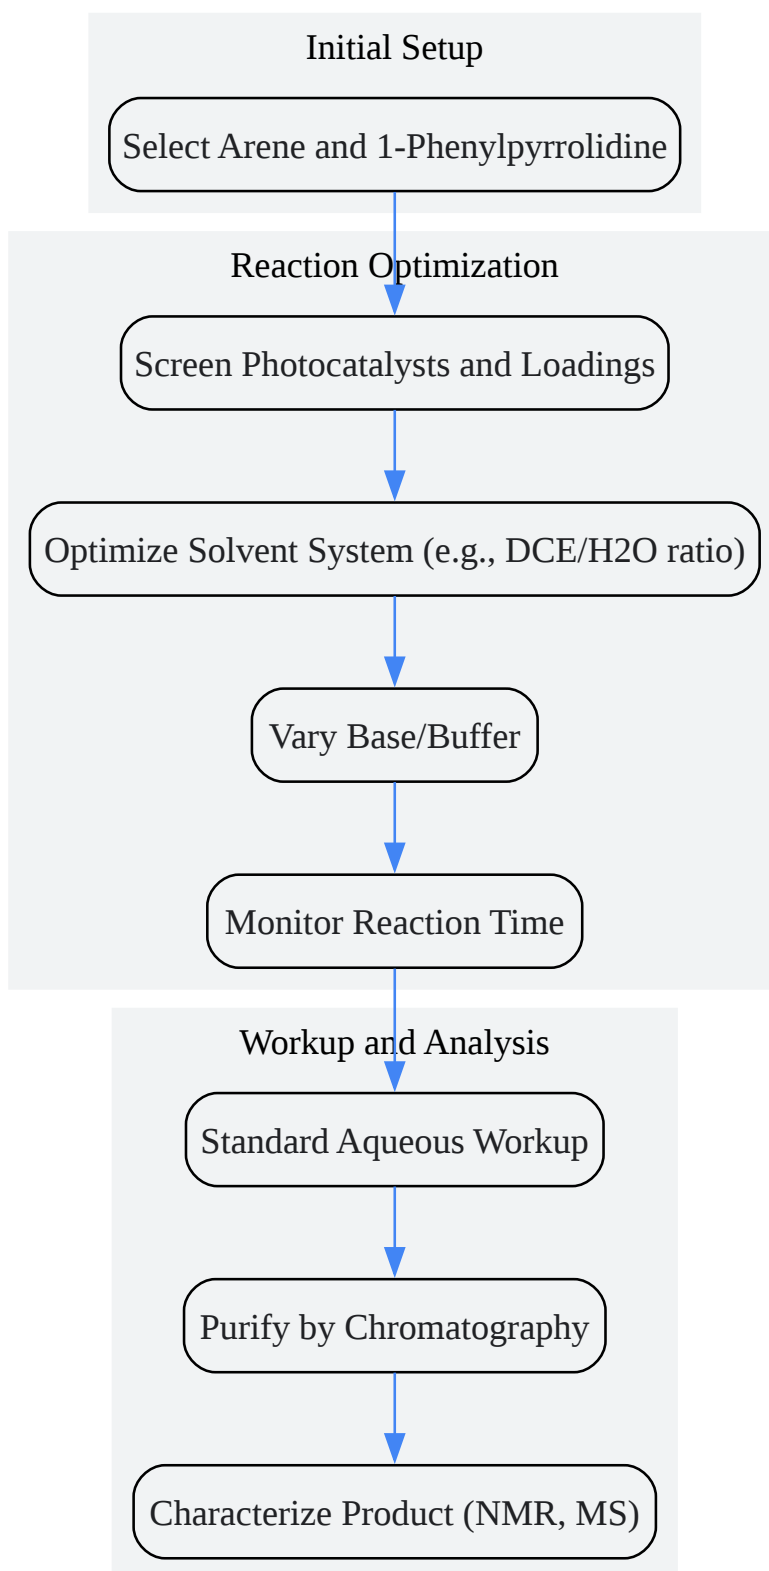 Initial Setup
Select Arene and 1-Phenylpyrrolidine
Reaction Optimization
Screen Photocatalysts and Loadings
Optimize Solvent System (e.g., DCE/H2O ratio)
Vary Base/Buffer
Monitor Reaction Time
Workup and Analysis
Standard Aqueous Workup
Purify by Chromatography
Characterize Product (NMR, MS)